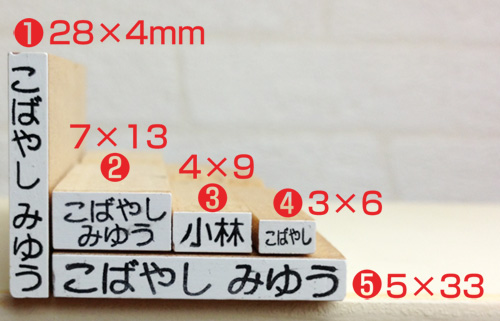 ❶28×4mm
こばやし みゆう
7×13
❷
こばやし
みゆう
4×9
❸
小林
❹3×6
こばやし
こばやし みゆう
❺5×33